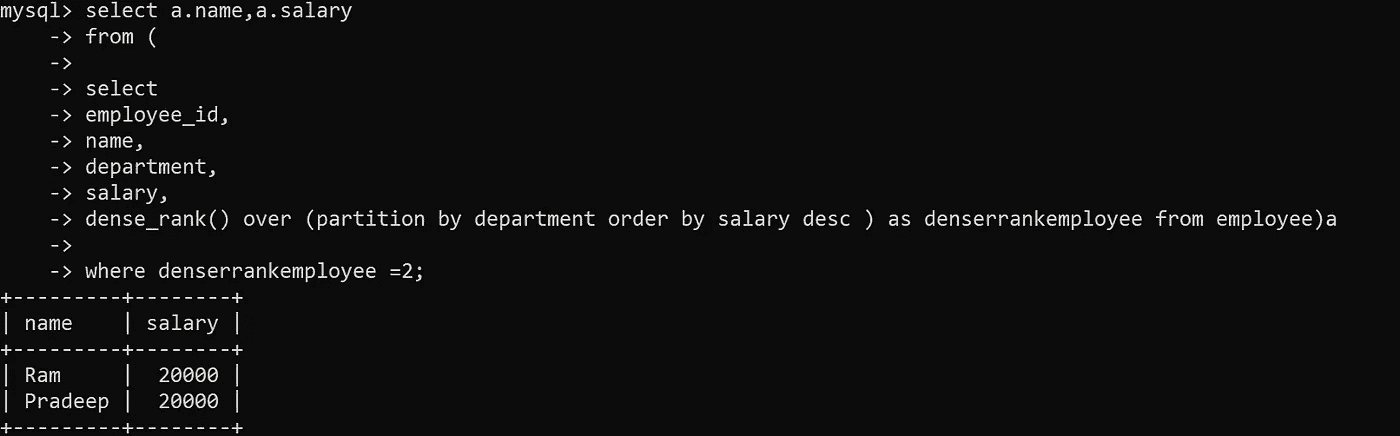 mysql> select a.name,a.salary
    -> from (
    ->
    -> select
    -> employee_id,
    -> name,
    -> department,
    -> salary,
    -> dense_rank() over (partition by department order by salary desc ) as denserrankemployee from employee)a
    ->
    -> where denserrankemployee =2;
+---------+--------+
| name    | salary |
+---------+--------+
| Ram     |  20000 |
| Pradeep |  20000 |
+---------+--------+